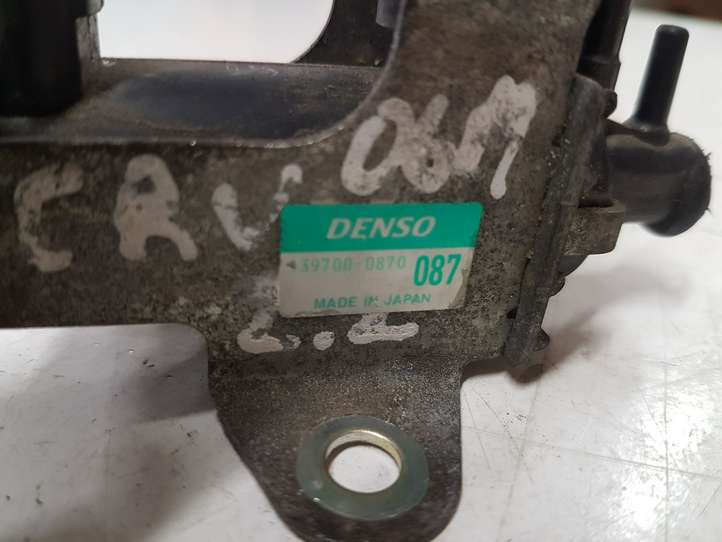 CRV 06M
DENSO
39700-0870 087
MADE IN JAPAN
2.2